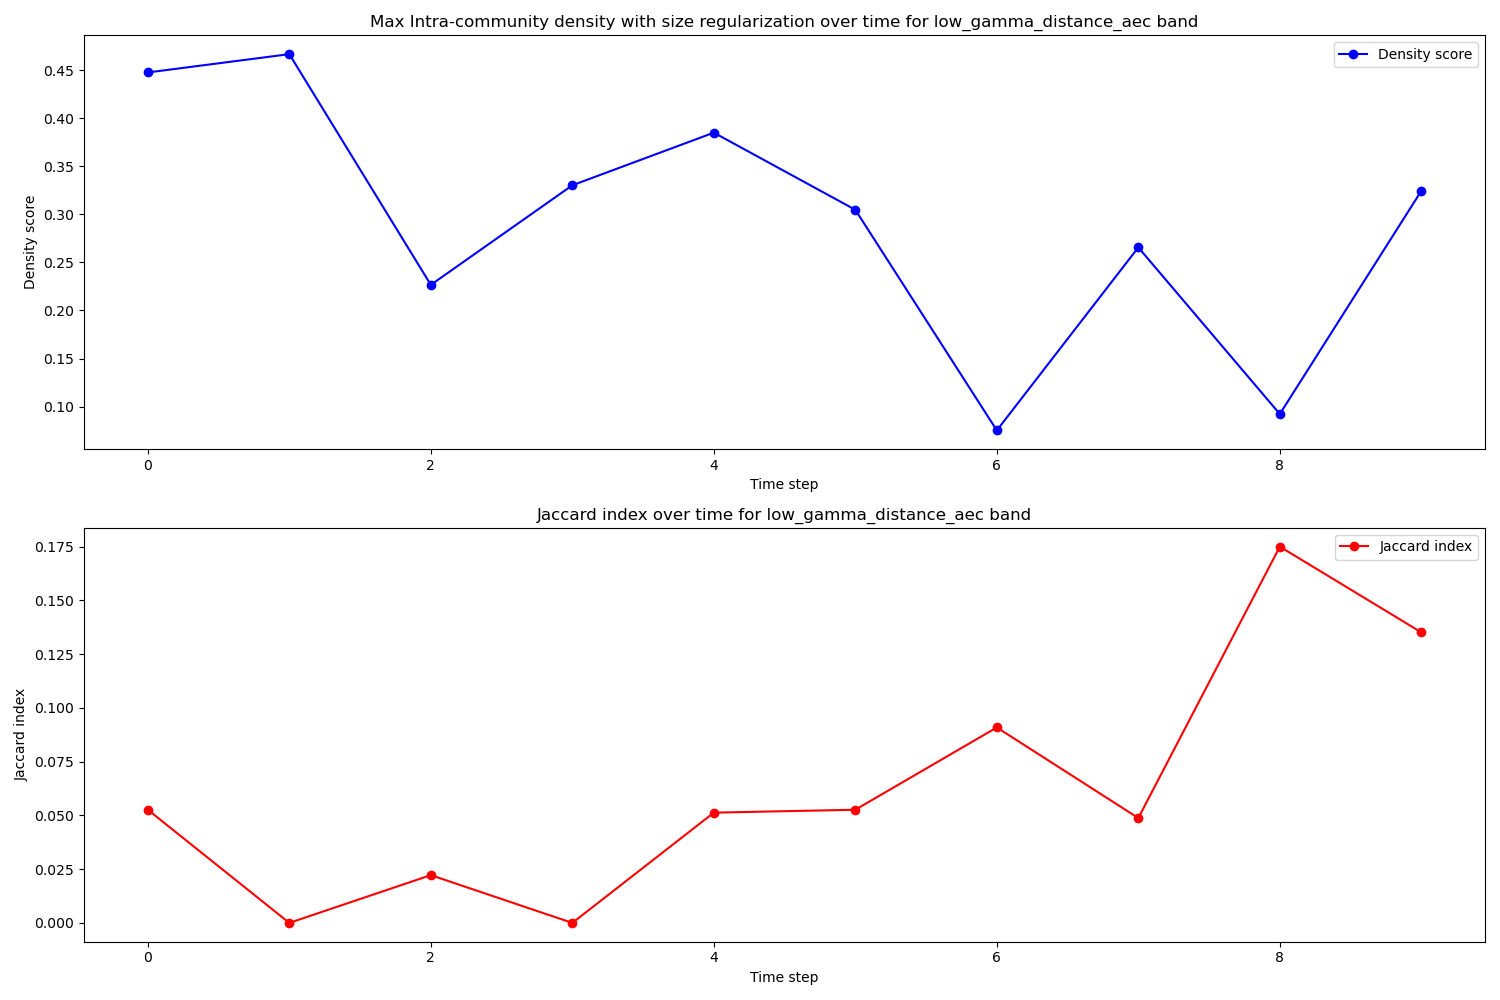 Max Intra-community density with size regularization over time for low_gamma_distance_aec band
Density score
0.45
0.40
0.35
0.30
0.25
0.20
0.15
0.10
Density score
0 2 4 6 8
Time step
Jaccard index over time for low_gamma_distance_aec band
Jaccard index
0.175
0.150
0.125
0.100
0.075
0.050
0.025
0.000
Jaccard index
0 2 4 6 8
Time step